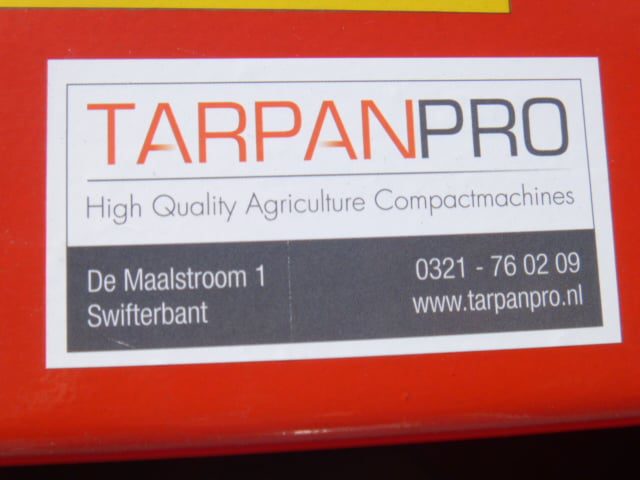 TARPANPRO
High Quality Agriculture Compactmachines
De Maalstroom 1
Swifterbant
0321 - 76 02 09
www.tarpanpro.nl